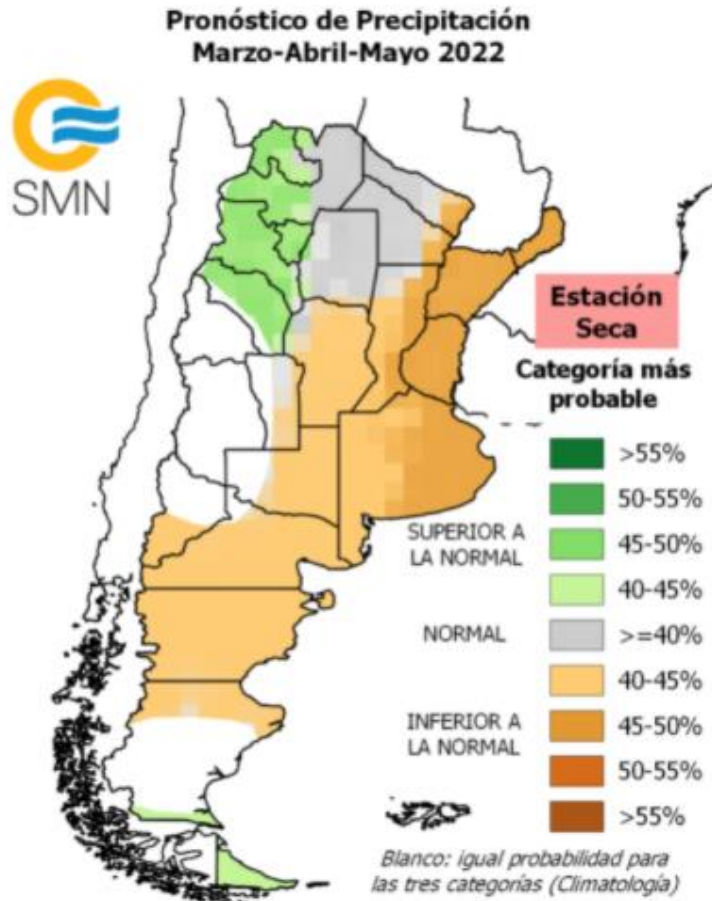 Pronóstico de Precipitación
Marzo-Abril-Mayo 2022
SMN
Estación
Seca
Categoría más
probable
>55%
50-55%
SUPERIOR A
LA NORMAL
45-50%
40-45%
NORMAL
>=40%
40-45%
INFERIOR A
LA NORMAL
45-50%
50-55%
>55%
Blanco: igual probabilidad para
las tres categorías (Climatología)